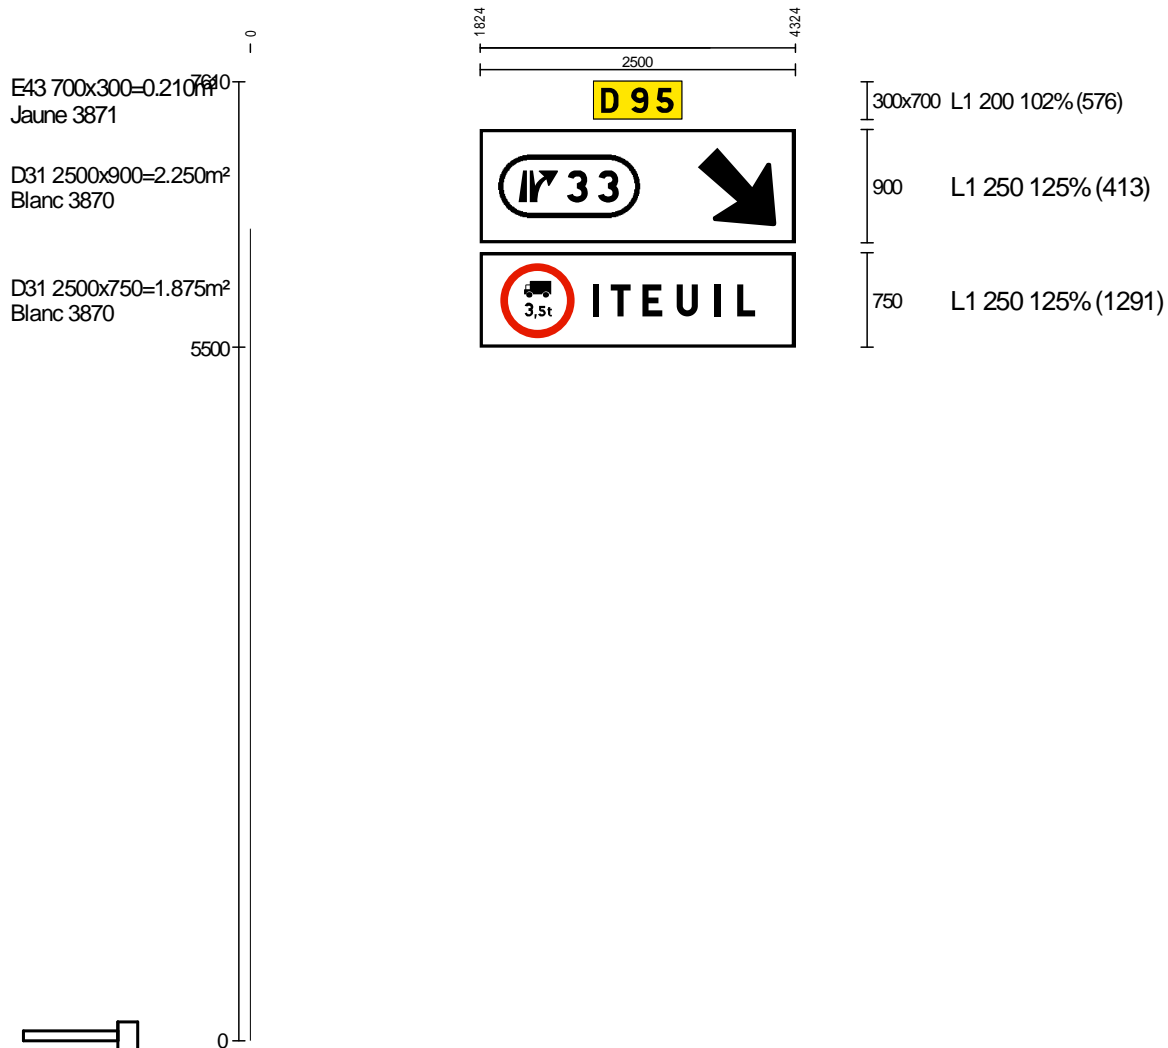 0
1824
4324
2500
E43 700x300=0.210m²
Jaune 3871
7610
D 95
300x700 L1 200 102% (576)
D31 2500x900=2.250m²
Blanc 3870
33
900 L1 250 125% (413)
D31 2500x750=1.875m²
Blanc 3870
3,5t
ITEUIL
750 L1 250 125% (1291)
5500
0